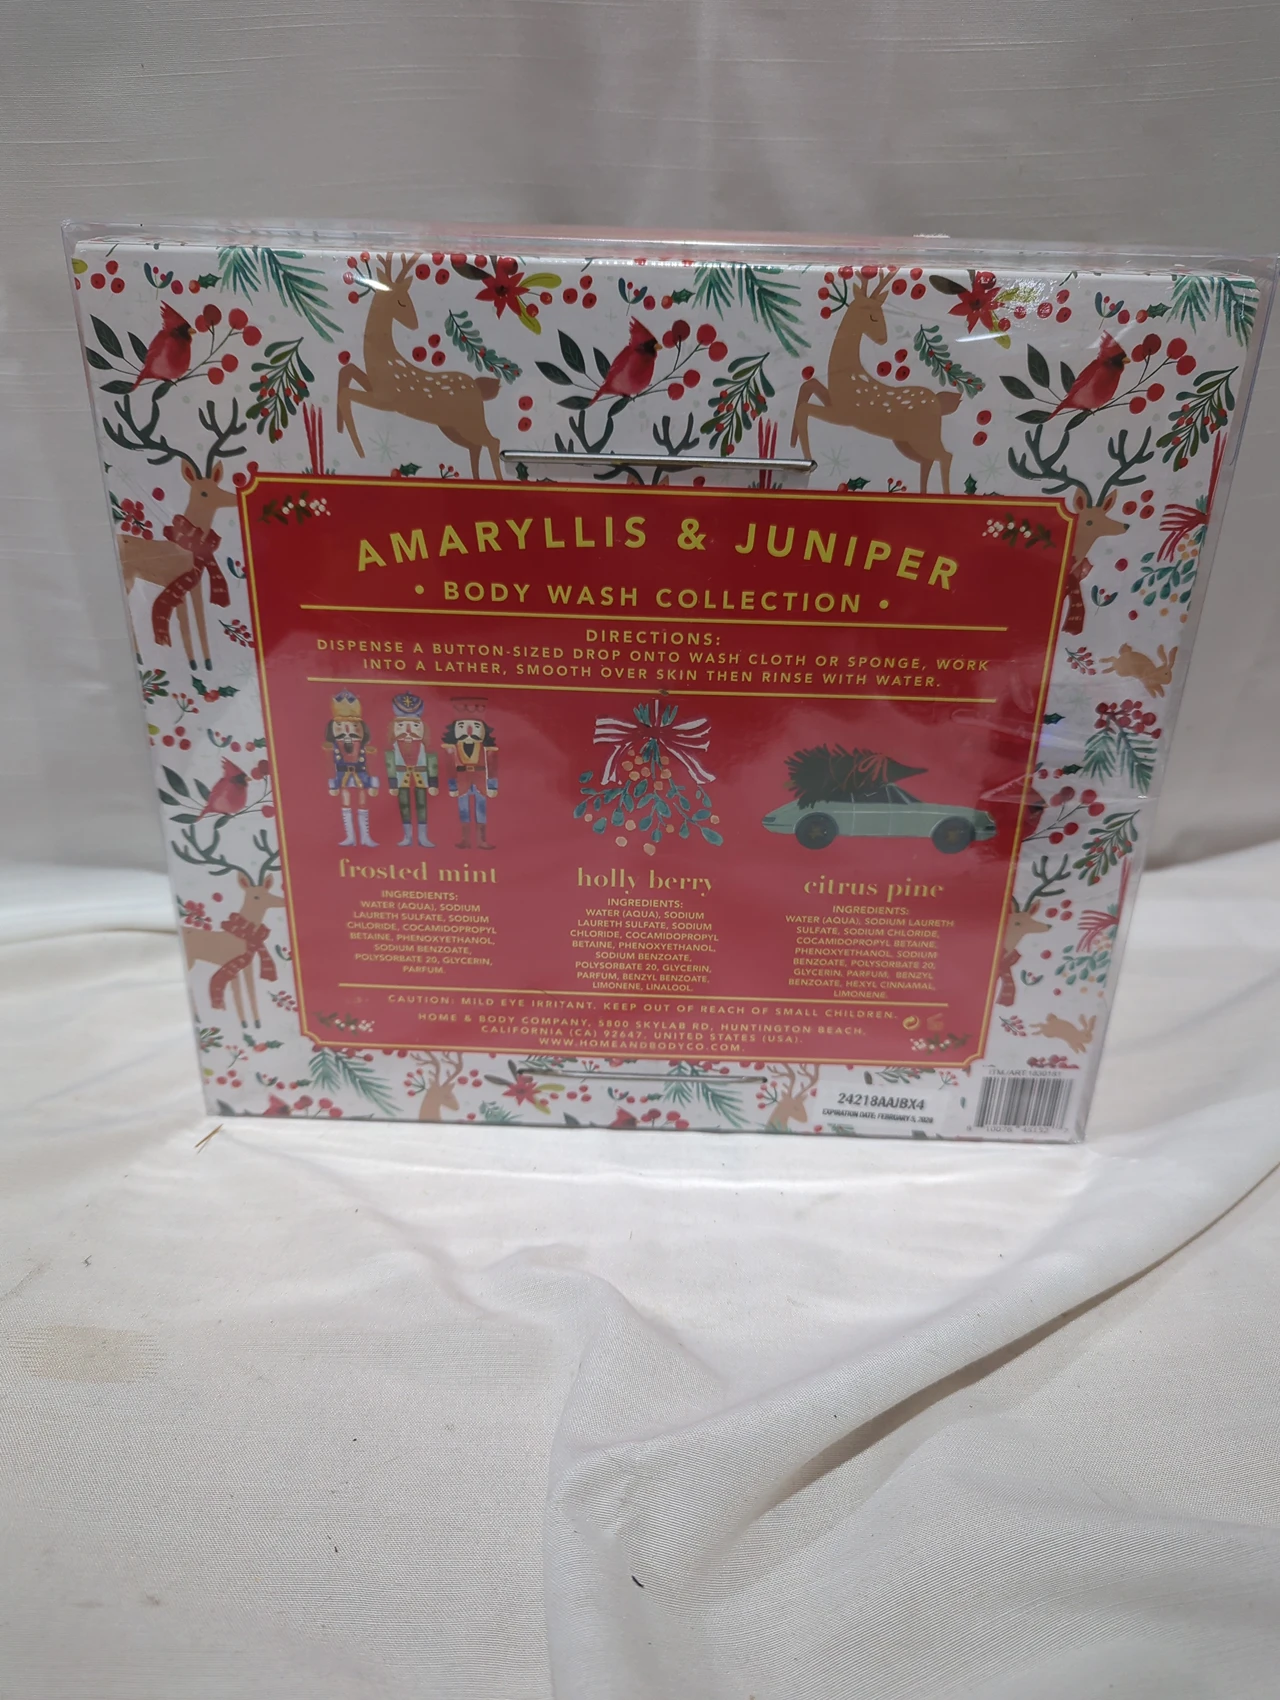 AMARYLLIS & JUNIPER
• BODY WASH COLLECTION •
DIRECTIONS:
DISPENSE A BUTTON-SIZED DROP ONTO WASH CLOTH OR SPONGE, WORK
INTO A LATHER, SMOOTH OVER SKIN THEN RINSE WITH WATER.
frosted mint
INGREDIENTS:
WATER (AQUA), SODIUM
LAURETH SULFATE, SODIUM
CHLORIDE, COCAMIDOPROPYL
BETAINE, PHENOXYETHANOL,
SODIUM BENZOATE,
POLYSORBATE 20, GLYCERIN,
PARFUM.
holly berry
INGREDIENTS:
WATER (AQUA), SODIUM
LAURETH SULFATE, SODIUM
CHLORIDE, COCAMIDOPROPYL
BETAINE, PHENOXYETHANOL,
SODIUM BENZOATE,
POLYSORBATE 20, GLYCERIN,
PARFUM, BENZYL BENZOATE,
LIMONENE, LINALOOL.
citrus pine
INGREDIENTS:
WATER (AQUA), SODIUM LAURETH
SULFATE, SODIUM CHLORIDE,
COCAMIDOPROPYL BETAINE,
PHENOXYETHANOL, SODIUM
BENZOATE, POLYSORBATE 20,
GLYCERIN, PARFUM, BENZYL
BENZOATE, HEXYL CINNAMAL,
LIMONENE.
CAUTION: MILD EYE IRRITANT. KEEP OUT OF REACH OF SMALL CHILDREN.
HOME & BODY COMPANY, 5800 SKYLAB RD, HUNTINGTON BEACH,
CALIFORNIA (CA) 92647, UNITED STATES (USA).
WWW.HOMEANDBODYCO.COM.
24218AAJBX4
EXPIRATION DATE: FEBRUARY
ITM./ART.